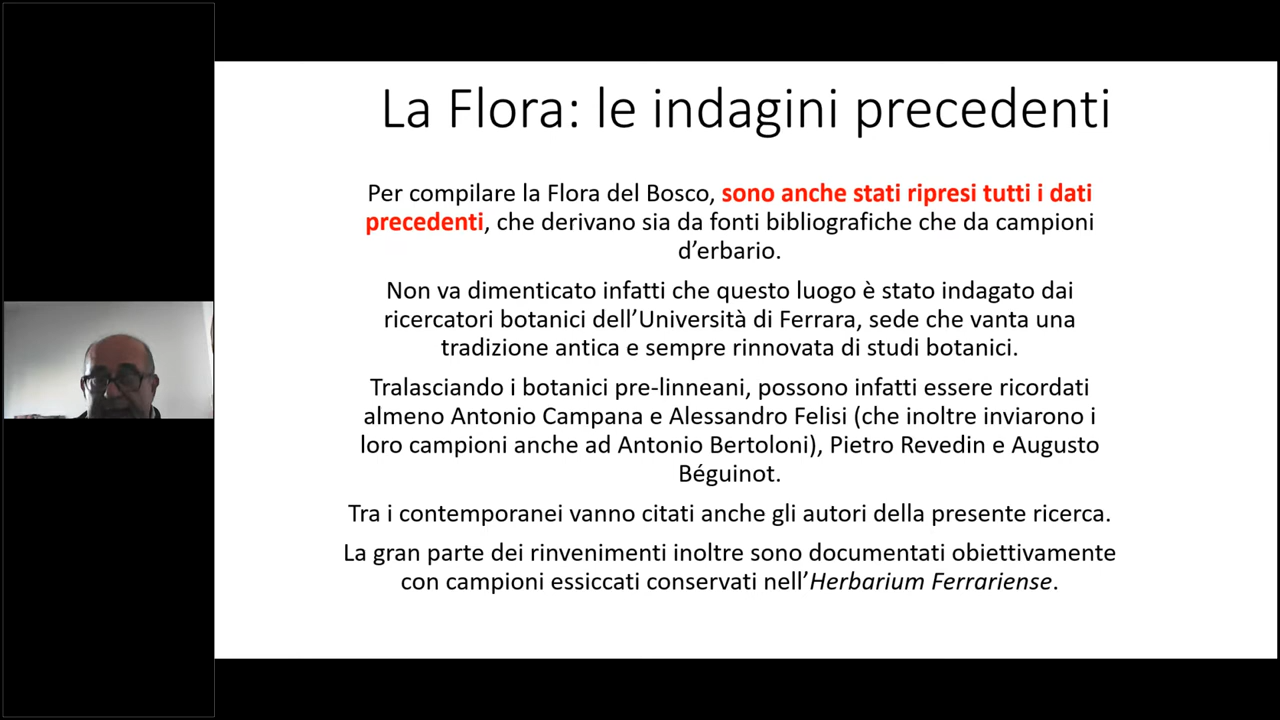 La Flora: le indagini precedenti
Per compilare la Flora del Bosco, sono anche stati ripresi tutti i dati
precedenti, che derivano sia da fonti bibliografiche che da campioni
d’erbario.
Non va dimenticato infatti che questo luogo è stato indagato dai
ricercatori botanici dell’Università di Ferrara, sede che vanta una
tradizione antica e sempre rinnovata di studi botanici.
Tralasciando i botanici pre-linneani, possono infatti essere ricordati
almeno Antonio Campana e Alessandro Felisi (che inoltre inviarono i
loro campioni anche ad Antonio Bertoloni), Pietro Revedin e Augusto
Béguinot.
Tra i contemporanei vanno citati anche gli autori della presente ricerca.
La gran parte dei rinvenimenti inoltre sono documentati obiettivamente
con campioni essiccati conservati nell’Herbarium Ferrariense.